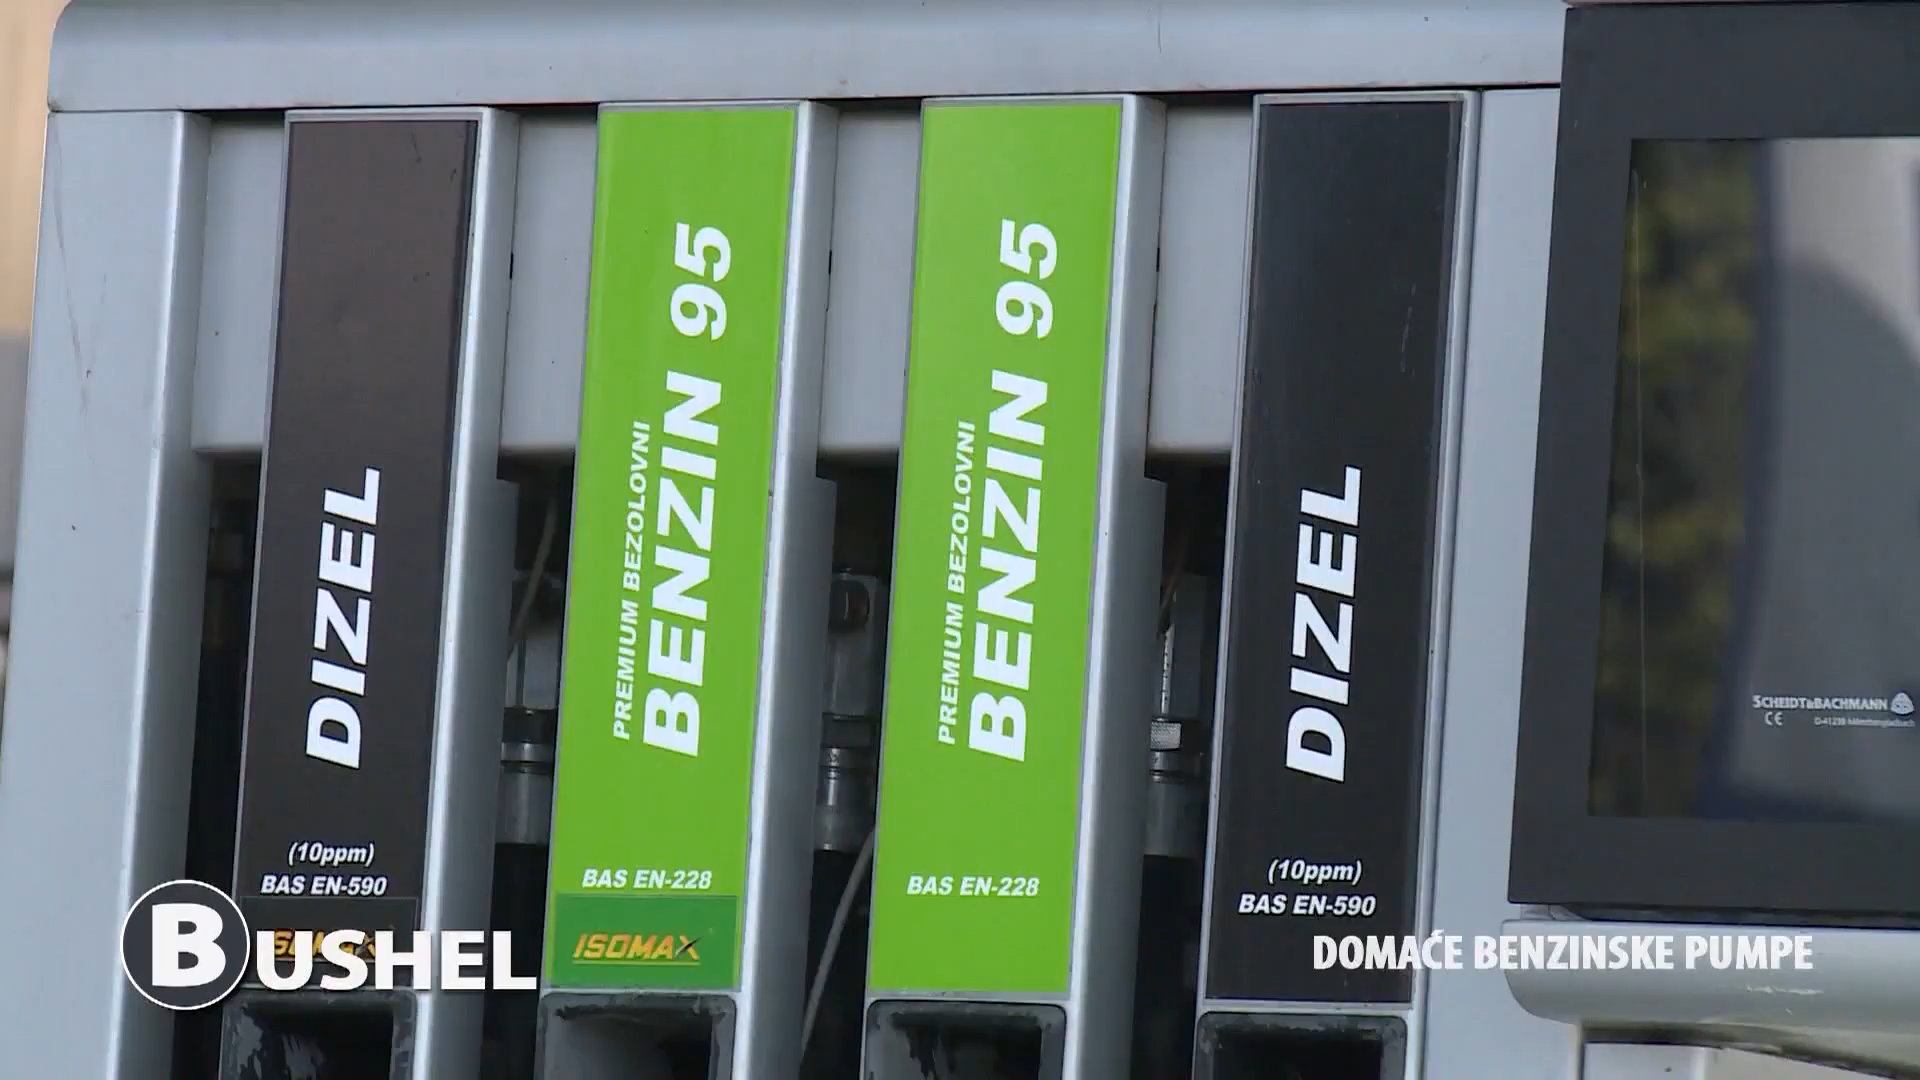 DIZEL
(10ppm)
BAS EN-590
ISOMAX
PREMIUM BEZOLOVNI
BENZIN 95
BAS EN-228
ISOMAX
PREMIUM BEZOLOVNI
BENZIN 95
BAS EN-228
DIZEL
(10ppm)
BAS EN-590
SCHEIDT&BACHMANN
CE
BUSHEL
DOMAĆE BENZINSKE PUMPE